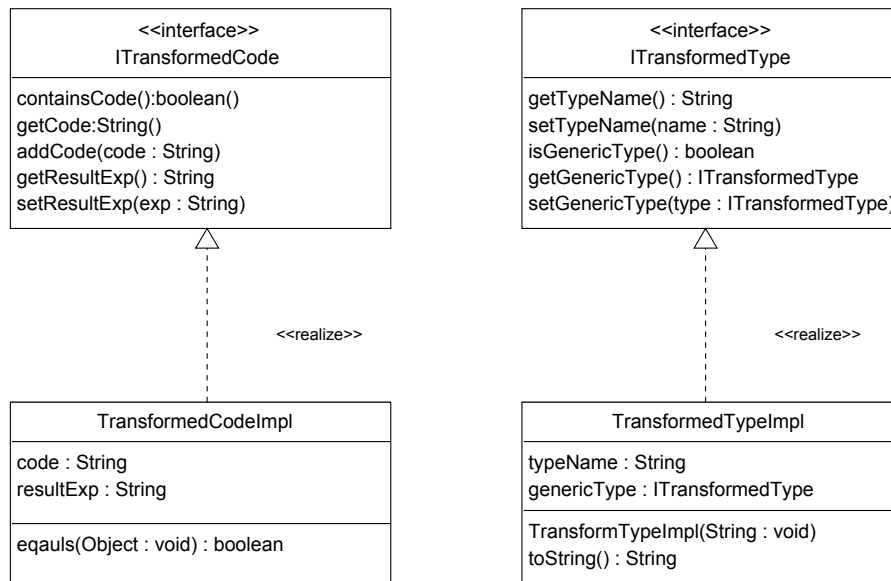 <<interface>>
ITransformedCode
containsCode():boolean()
getCode:String()
addCode(code : String)
getResultExp() : String
setResultExp(exp : String)
<<interface>>
ITransformedType
getTypeName() : String
setTypeName(name : String)
isGenericType() : boolean
getGenericType() : ITransformedType
setGenericType(type : ITransformedType)
<<realize>>
<<realize>>
TransformedCodeImpl
code : String
resultExp : String
eqauls(Object : void) : boolean
TransformedTypeImpl
typeName : String
genericType : ITransformedType
TransformTypeImpl(String : void)
toString() : String